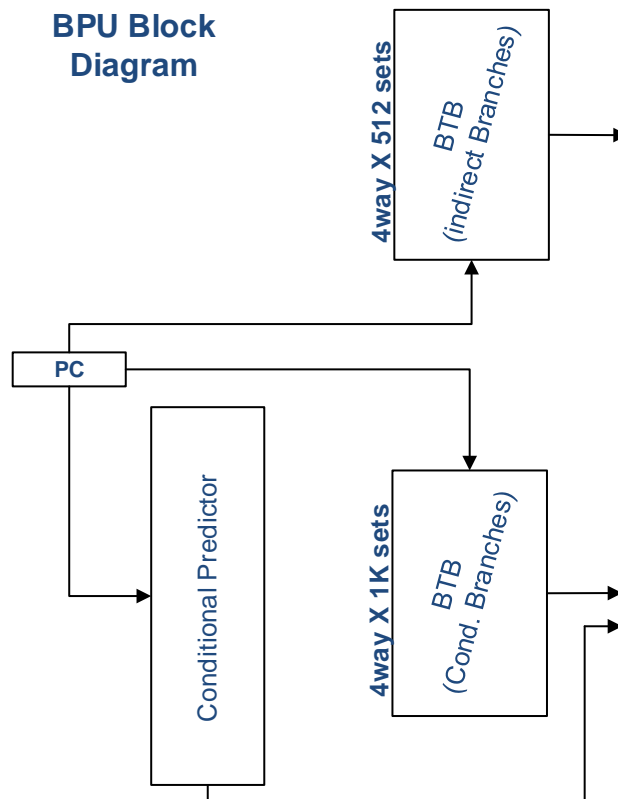 BPU Block
Diagram
4way X 512 sets
BTB
(indirect Branches)
PC
Conditional Predictor
4way X 1K sets
BTB
(Cond. Branches)